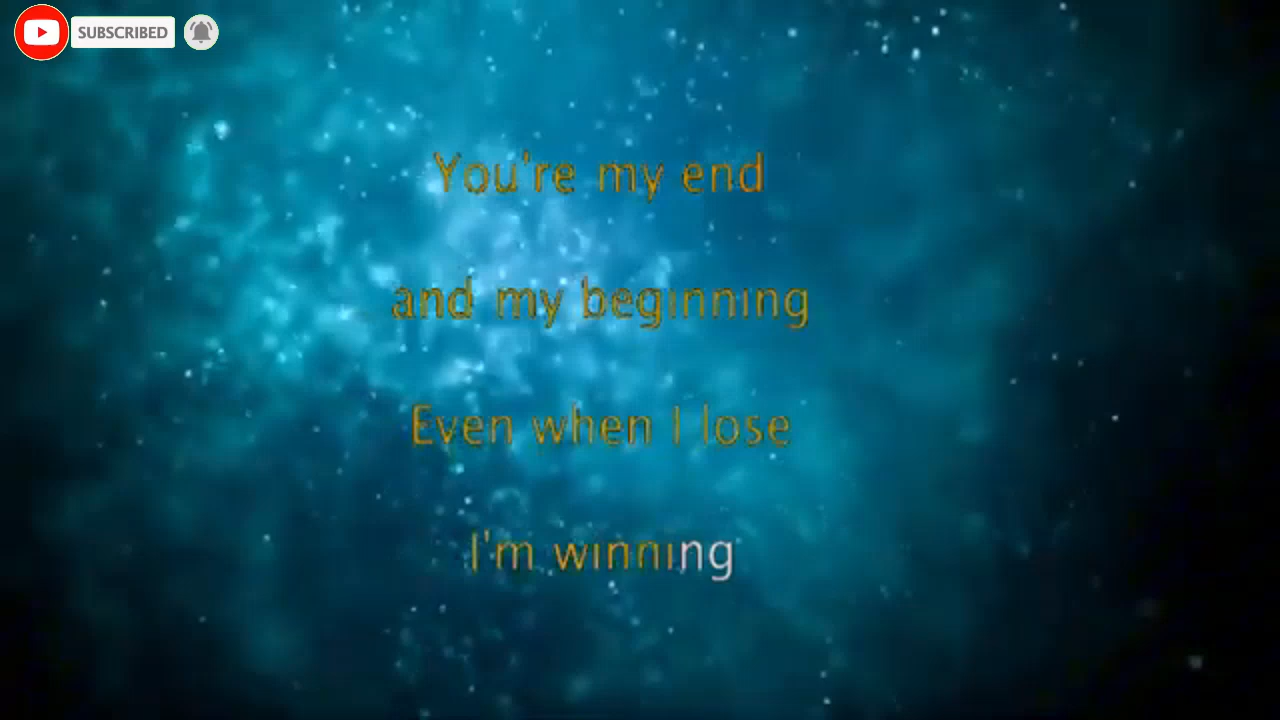 SUBSCRIBED
You're my end
and my beginning
Even when I lose
I'm winning